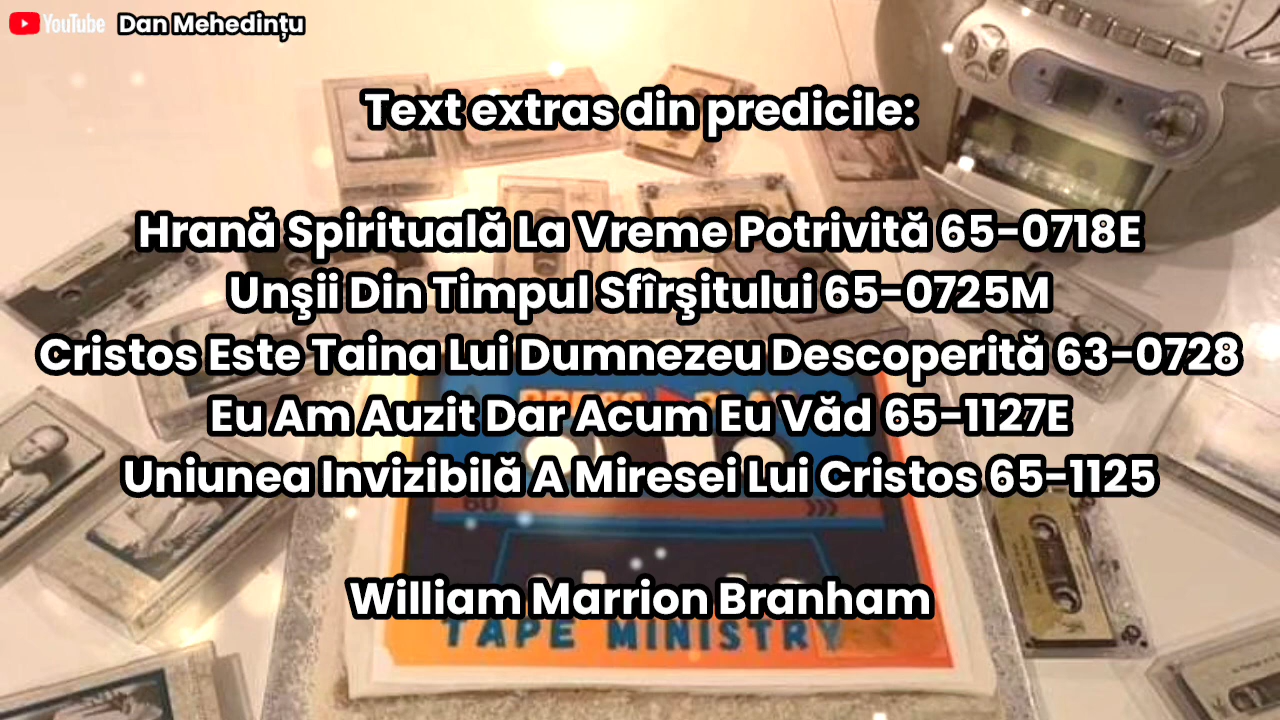 YouTube Dan Mehedințu
Text extras din predicile:
Hrană Spirituală La Vreme Potrivită 65-0718E
Unşii Din Timpul Sfîrşitului 65-0725M
Cristos Este Taina Lui Dumnezeu Descoperită 63-0728
Eu Am Auzit Dar Acum Eu Văd 65-1127E
Uniunea Invizibilă A Miresei Lui Cristos 65-1125
60
William Marrion Branham
TAPE MINISTRY